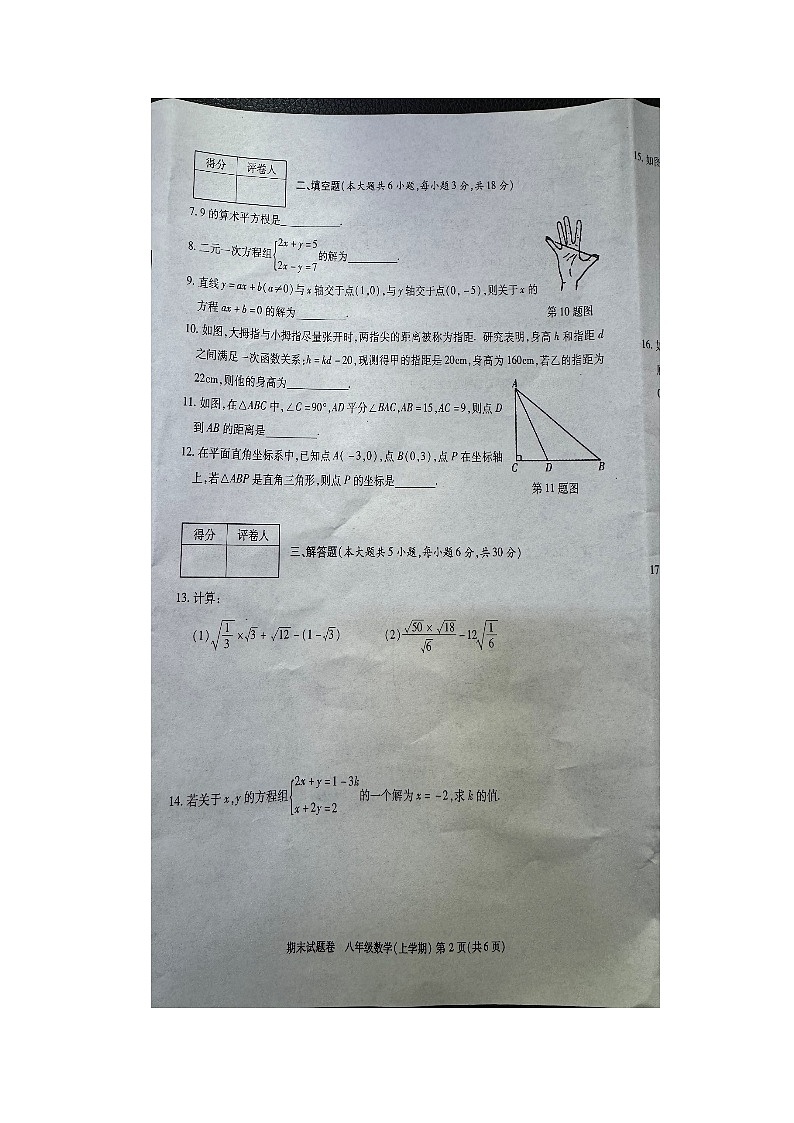 得分 评卷人
二、填空题(本大题共6小题,每小题3分,共18分)
7.9的算术平方根是________.
8.二元一次方程组{2x+y=5 2x-y=7的解为________.
9.直线y=ax+b(a≠0)与x轴交于点(1,0),与y轴交于点(0,-5),则关于x的
方程ax+b=0的解为________.
第10题图
10.如图,大拇指与小拇指尽量张开时,两指尖的距离被称为指距.研究表明,身高h和指距d
之间满足一次函数关系:h=kd-20,现测得甲的指距是20cm,身高为160cm,若乙的指距为
22cm,则他的身高为________.
11.如图,在△ABC中,∠C=90°,AD平分∠BAC,AB=15,AC=9,则点D
到AB的距离是________.
12.在平面直角坐标系中,已知点A(-3,0),点B(0,3),点P在坐标轴
上,若△ABP是直角三角形,则点P的坐标是________.
A
C D B
第11题图
得分 评卷人
三、解答题(本大题共5小题,每小题6分,共30分)
13.计算:
(1)√(1/3)×√3+√12-(1-√3) (2)(√50×√18)/√6-12√(1/6)
14.若关于x,y的方程组{2x+y=1-3k x+2y=2的一个解为x=-2,求k的值.
期末试题卷 八年级数学(上学期) 第2页(共6页)
15.如图
16.
17